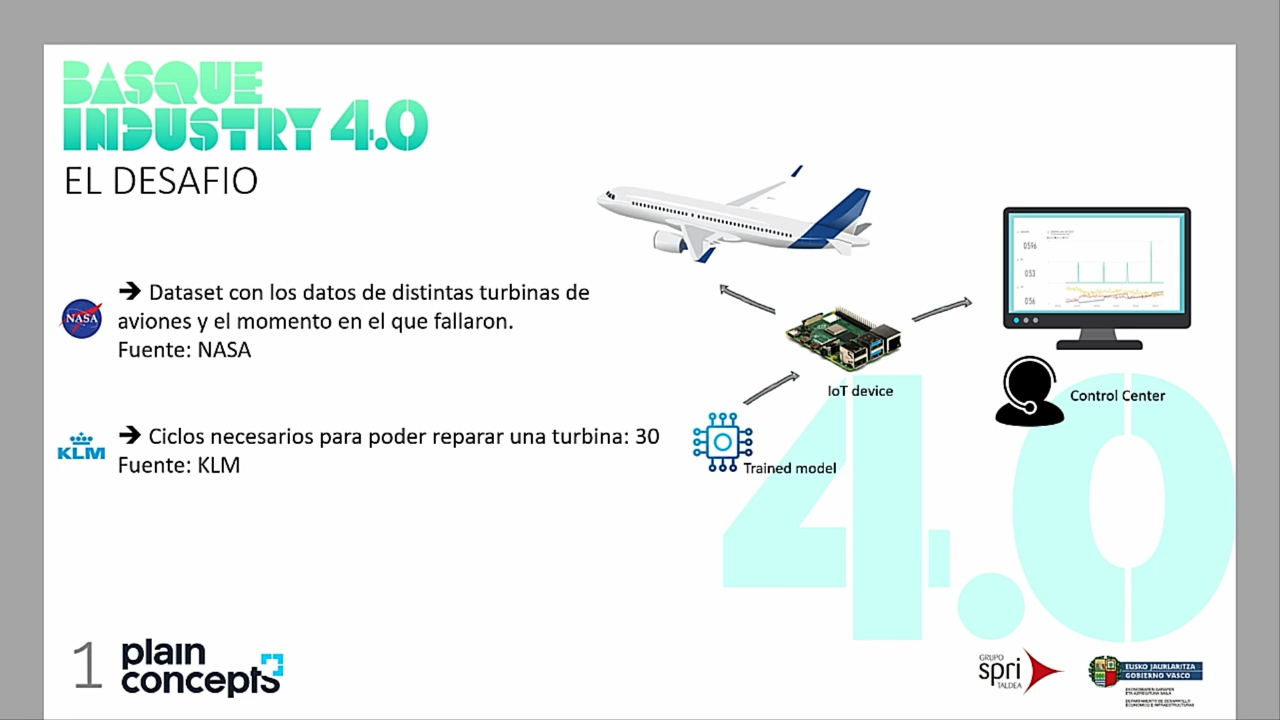 BASQUE
INDUSTRY 4.0
EL DESAFIO
NASA
➔ Dataset con los datos de distintas turbinas de
aviones y el momento en el que fallaron.
Fuente: NASA
KLM
➔ Ciclos necesarios para poder reparar una turbina: 30
Fuente: KLM
IoT device
Trained model
Control Center
4.0
1
plain
concepts
GRUPO
spri
TALDEA
EUSKO JAURLARITZA
GOBIERNO VASCO